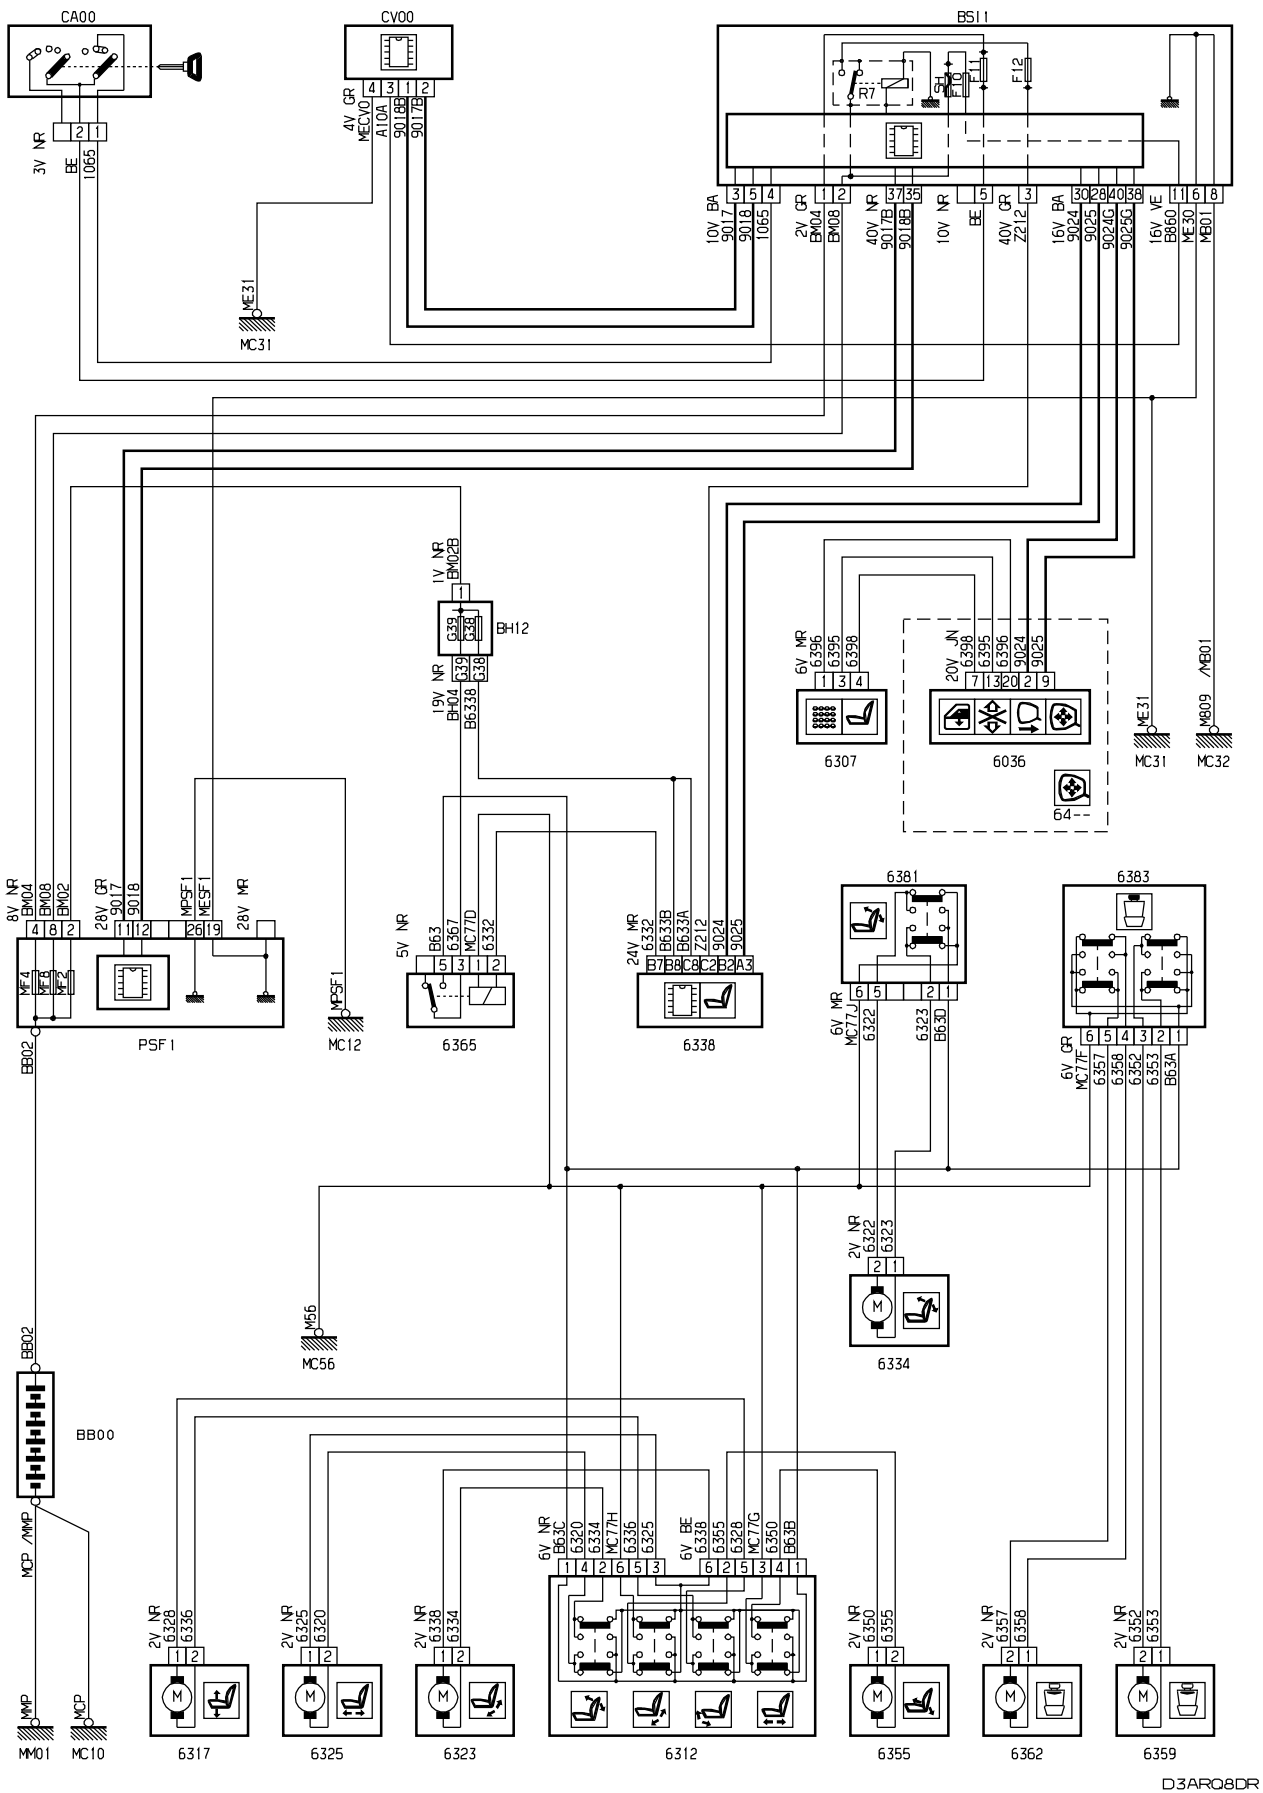 CA00
CV00
BSI1
R7
SH
F10
F11
F12
3V NR
2
1
BE
1065
4V GR
4
3
1
2
MECVO
A10A
9018B
9017B
10V BA
3
5
4
9017
9018
1065
2V GR
1
2
BM04
BM08
40V NR
37
35
9017B
9018B
10V NR
5
BE
40V GR
3
Z212
16V BA
30
28
40
38
9024
9025
9024G
9025G
16V VE
11
6
8
B860
ME30
MB01
ME31
MC31
1V NR
BM02B
1
G39
G38
BH12
19V NR
G39
G38
BH04
B6338
6V MR
6396
6395
6398
1
3
4
6307
20V JN
6398
6395
6396
9024
9025
7
13
20
2
9
6036
64--
ME31
MC31
M809 /MB01
MC32
8V NR
BM04
BM08
BM02
4
8
2
MF4
MF8
MF2
28V GR
9017
9018
11
12
MPSF1
MESF1
26
19
28V MR
PSF1
BB02
MPSF1
MC12
5V NR
B63
6367
MC77D
6332
5
3
1
2
6365
24V MR
6332
B633B
B633A
Z212
9024
9025
B7
B8
C8
C2
B2
A3
6338
6381
6
5
2
1
6V MR
MC77J
6322
6323
B63D
6383
6
5
4
3
2
1
6V GR
MC77F
6357
6358
6352
6353
B63A
2V NR
6322
6323
2
1
M
6334
M56
MC56
BB02
BB00
MCP /MMP
MMP
MM01
MCP
MC10
6V NR
B63C
6320
6334
MC77H
6336
6325
1
4
2
6
5
3
6V BE
6338
6355
6328
MC77G
6350
B63B
6
2
5
3
4
1
6312
2V NR
6328
6336
1
2
M
6317
2V NR
6325
6320
1
2
M
6325
2V NR
6338
6334
1
2
M
6323
2V NR
6350
6355
1
2
M
6355
2V NR
6357
6358
2
1
M
6362
2V NR
6352
6353
2
1
M
6359
D3ARQ8DR